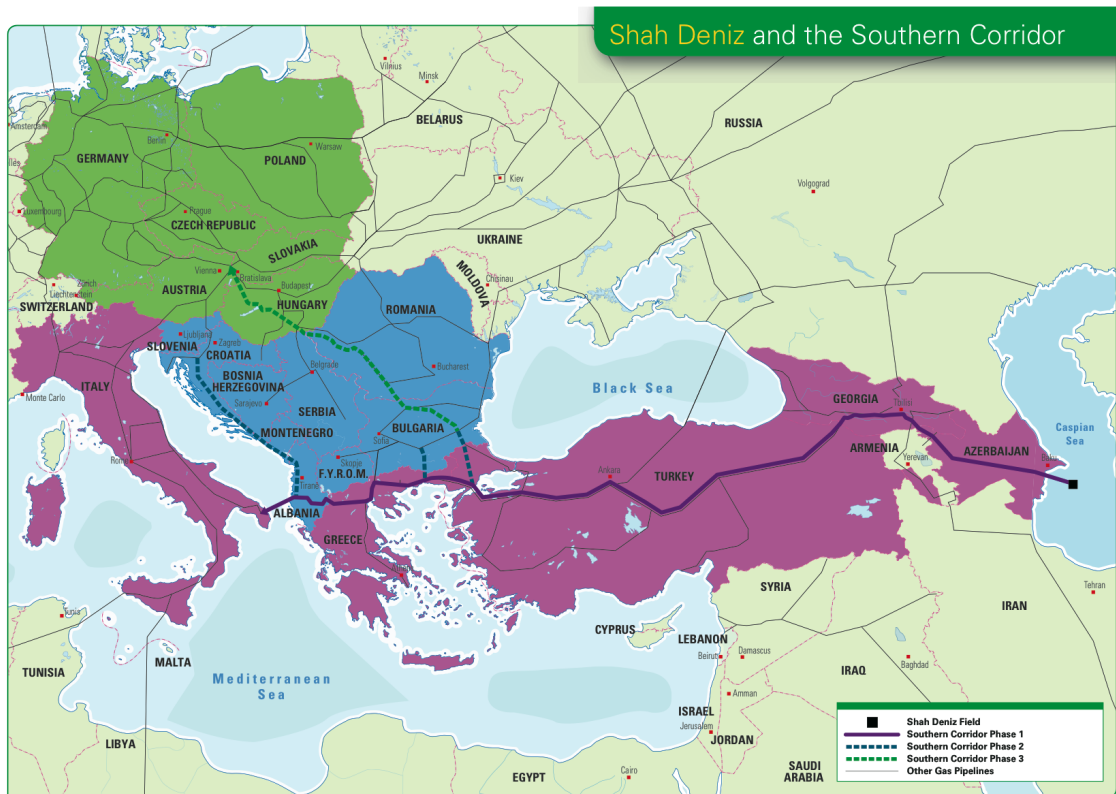 Shah Deniz and the Southern Corridor
Vilnius
Minsk
BELARUS
RUSSIA
Amsterdam
Berlin
GERMANY
POLAND
Warsaw
Kiev
Volgograd
Luxembourg
Prague
CZECH REPUBLIC
SLOVAKIA
UKRAINE
MOLDOVA
Chisinau
Vienna
Bratislava
Zürich
Liechtenstein
SWITZERLAND
AUSTRIA
Budapest
HUNGARY
ROMANIA
Ljubljana
SLOVENIA
Zagreb
CROATIA
Belgrade
Bucharest
BOSNIA
HERZEGOVINA
ITALY
Black Sea
Monte Carlo
Sarajevo
SERBIA
GEORGIA
Tbilisi
MONTENEGRO
BULGARIA
Sofia
Caspian
Sea
ARMENIA
Yerevan
AZERBAIJAN
Baku
Rome
Skopje
F.Y.R.O.M.
Ankara
TURKEY
Tiranë
ALBANIA
GREECE
Athens
SYRIA
Tehran
IRAN
Tunis
CYPRUS
LEBANON
Beirut
Damascus
TUNISIA
MALTA
Mediterranean
Sea
IRAQ
Baghdad
Amman
ISRAEL
Jerusalem
JORDAN
LIBYA
EGYPT
Cairo
SAUDI
ARABIA
Shah Deniz Field
Southern Corridor Phase 1
Southern Corridor Phase 2
Southern Corridor Phase 3
Other Gas Pipelines